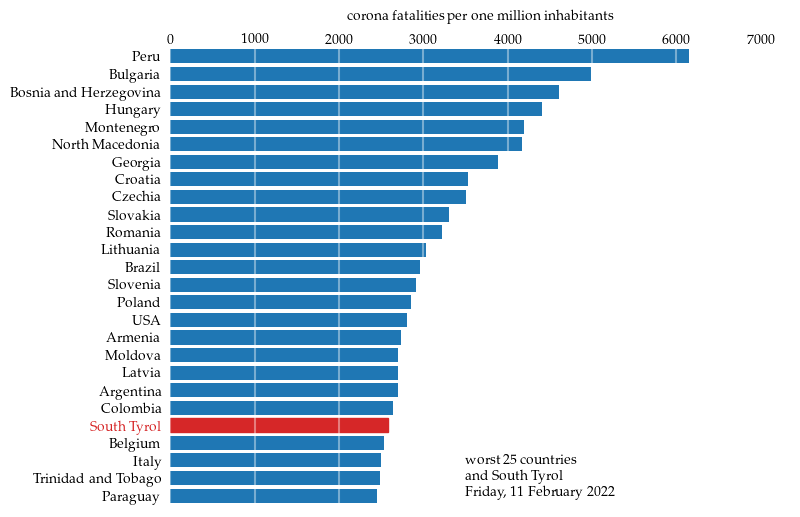 corona fatalities per one million inhabitants
0 1000 2000 3000 4000 5000 6000 7000
Peru
Bulgaria
Bosnia and Herzegovina
Hungary
Montenegro
North Macedonia
Georgia
Croatia
Czechia
Slovakia
Romania
Lithuania
Brazil
Slovenia
Poland
USA
Armenia
Moldova
Latvia
Argentina
Colombia
South Tyrol
Belgium
Italy
Trinidad and Tobago
Paraguay
worst 25 countries
and South Tyrol
Friday, 11 February 2022